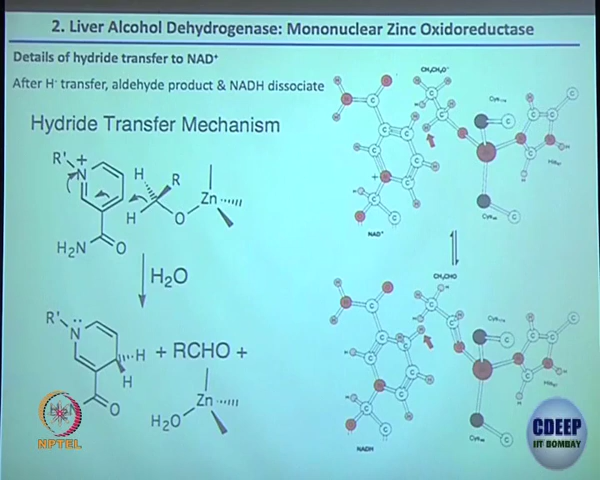 2. Liver Alcohol Dehydrogenase: Mononuclear Zinc Oxidoreductase
Details of hydride transfer to NAD⁺
After H⁻ transfer, aldehyde product & NADH dissociate
Hydride Transfer Mechanism
R'
+
N
H
R
H
O
Zn
H₂N
O
H₂O
R'
N
H
H
O
+ RCHO +
Zn
H₂O
CH₃CH₂O⁻
NAD⁺
CH₃CHO
NADH
NPTEL
CDEEP
IIT BOMBAY